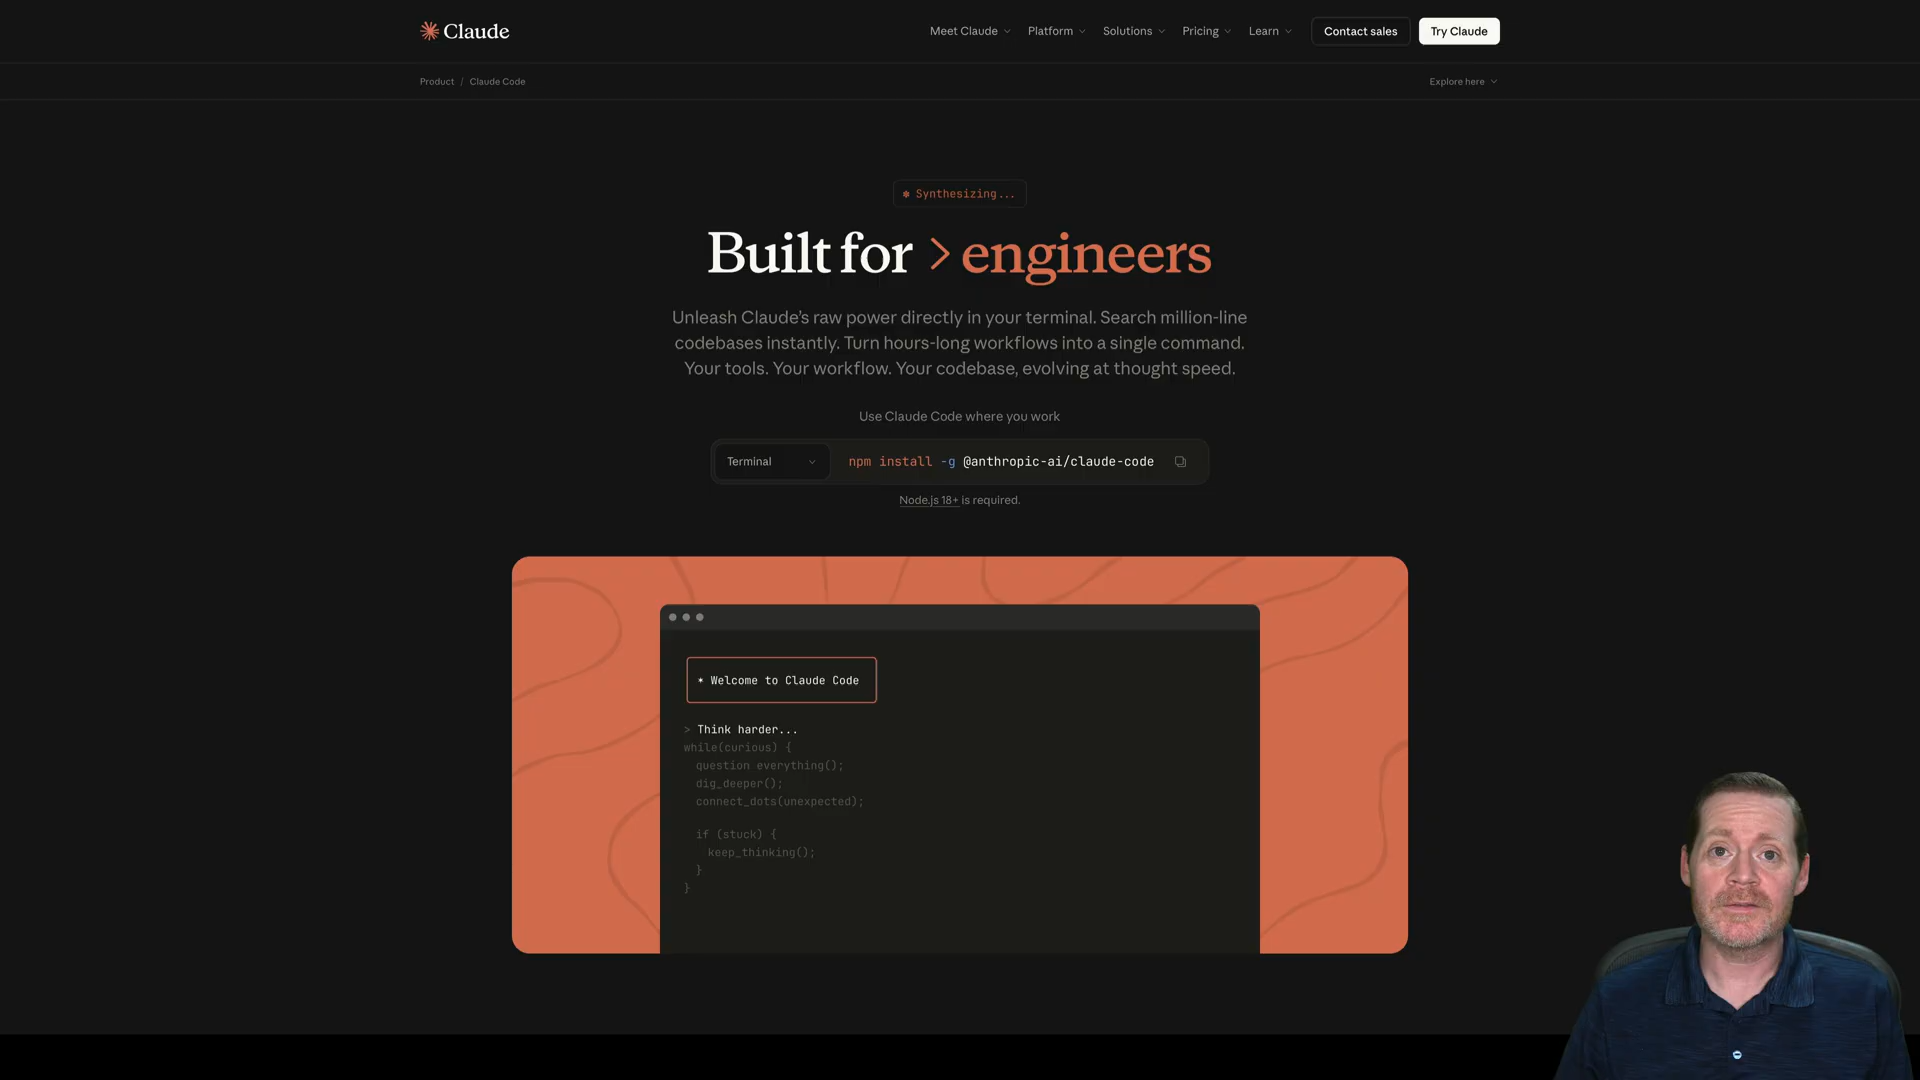 Claude
Meet Claude
Platform
Solutions
Pricing
Learn
Contact sales
Try Claude
Product / Claude Code
Explore here
✽ Synthesizing...
Built for > engineers
Unleash Claude's raw power directly in your terminal. Search million-line
codebases instantly. Turn hours-long workflows into a single command.
Your tools. Your workflow. Your codebase, evolving at thought speed.
Use Claude Code where you work
Terminal
npm install -g @anthropic-ai/claude-code
Node.js 18+ is required.
* Welcome to Claude Code
> Think harder...
while(curious) {
question_everything();
dig_deeper();
connect_dots(unexpected);
if (stuck) {
keep_thinking();
}
}